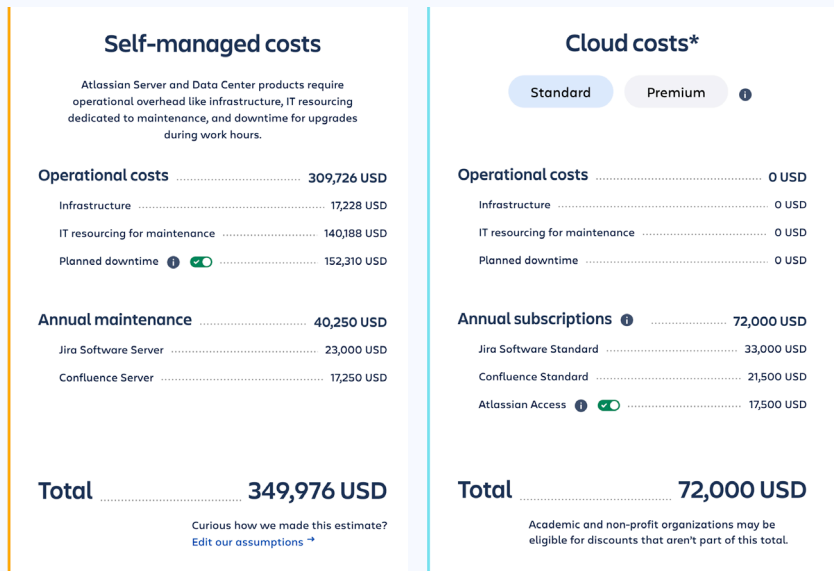 Self-managed costs
Atlassian Server and Data Center products require
operational overhead like infrastructure, IT resourcing
dedicated to maintenance, and downtime for upgrades
during work hours.
Operational costs 309,726 USD
Infrastructure 17,228 USD
IT resourcing for maintenance 140,188 USD
Planned downtime i 152,310 USD
Annual maintenance 40,250 USD
Jira Software Server 23,000 USD
Confluence Server 17,250 USD
Total 349,976 USD
Curious how we made this estimate?
Edit our assumptions →
Cloud costs*
Standard Premium i
Operational costs 0 USD
Infrastructure 0 USD
IT resourcing for maintenance 0 USD
Planned downtime 0 USD
Annual subscriptions i 72,000 USD
Jira Software Standard 33,000 USD
Confluence Standard 21,500 USD
Atlassian Access i 17,500 USD
Total 72,000 USD
Academic and non-profit organizations may be
eligible for discounts that aren't part of this total.